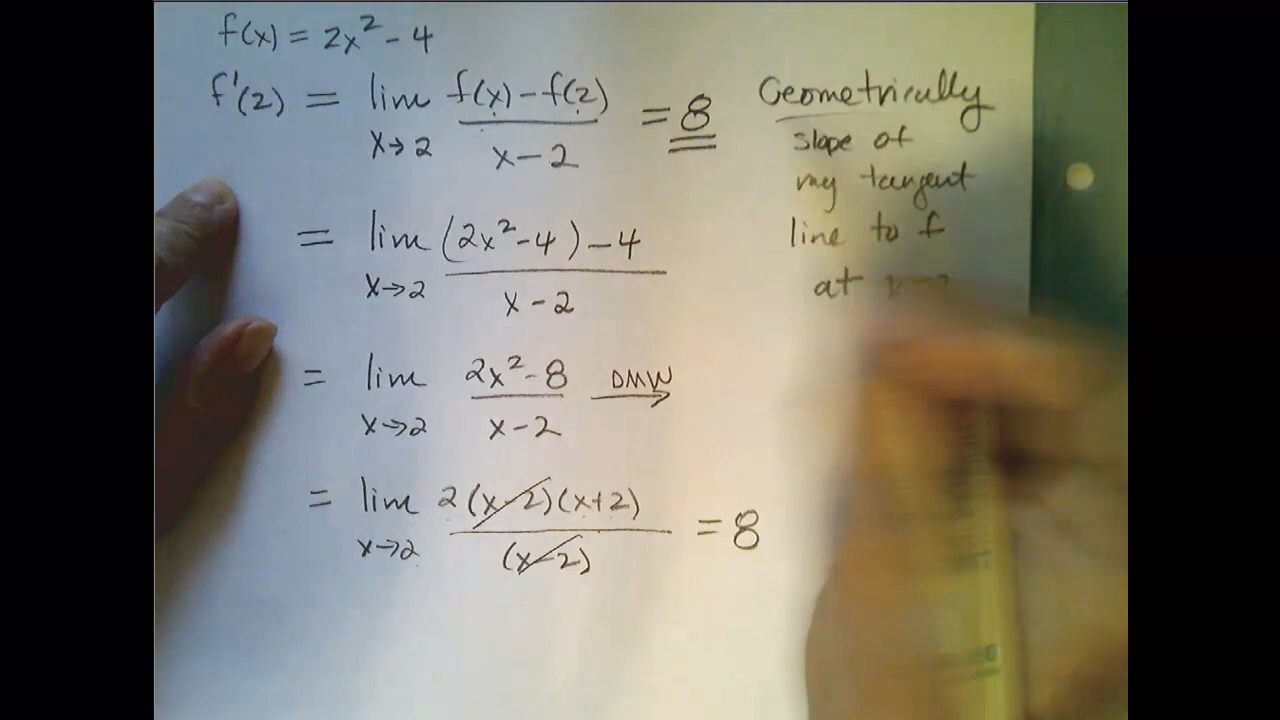 f(x) = 2x² - 4
f'(2) = lim f(x) - f(2) = 8
x→2 x - 2
= lim (2x² - 4) - 4
x→2 x - 2
= lim 2x² - 8 DMW
x→2 x - 2
= lim 2(x-2)(x+2) = 8
x→2 (x-2)
Geometrically
slope of
my tangent
line to f
at